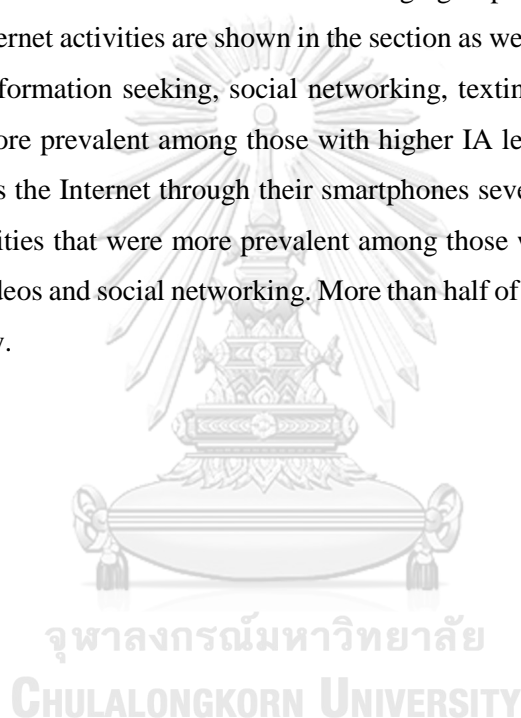 ernet activities are shown in the section as we
formation seeking, social networking, textin
ore prevalent among those with higher IA le
s the Internet through their smartphones seve
ities that were more prevalent among those
deos and social networking. More than half of
จุฬาลงกรณ์มหาวิทยาลัย
CHULALONGKORN UNIVERSITY